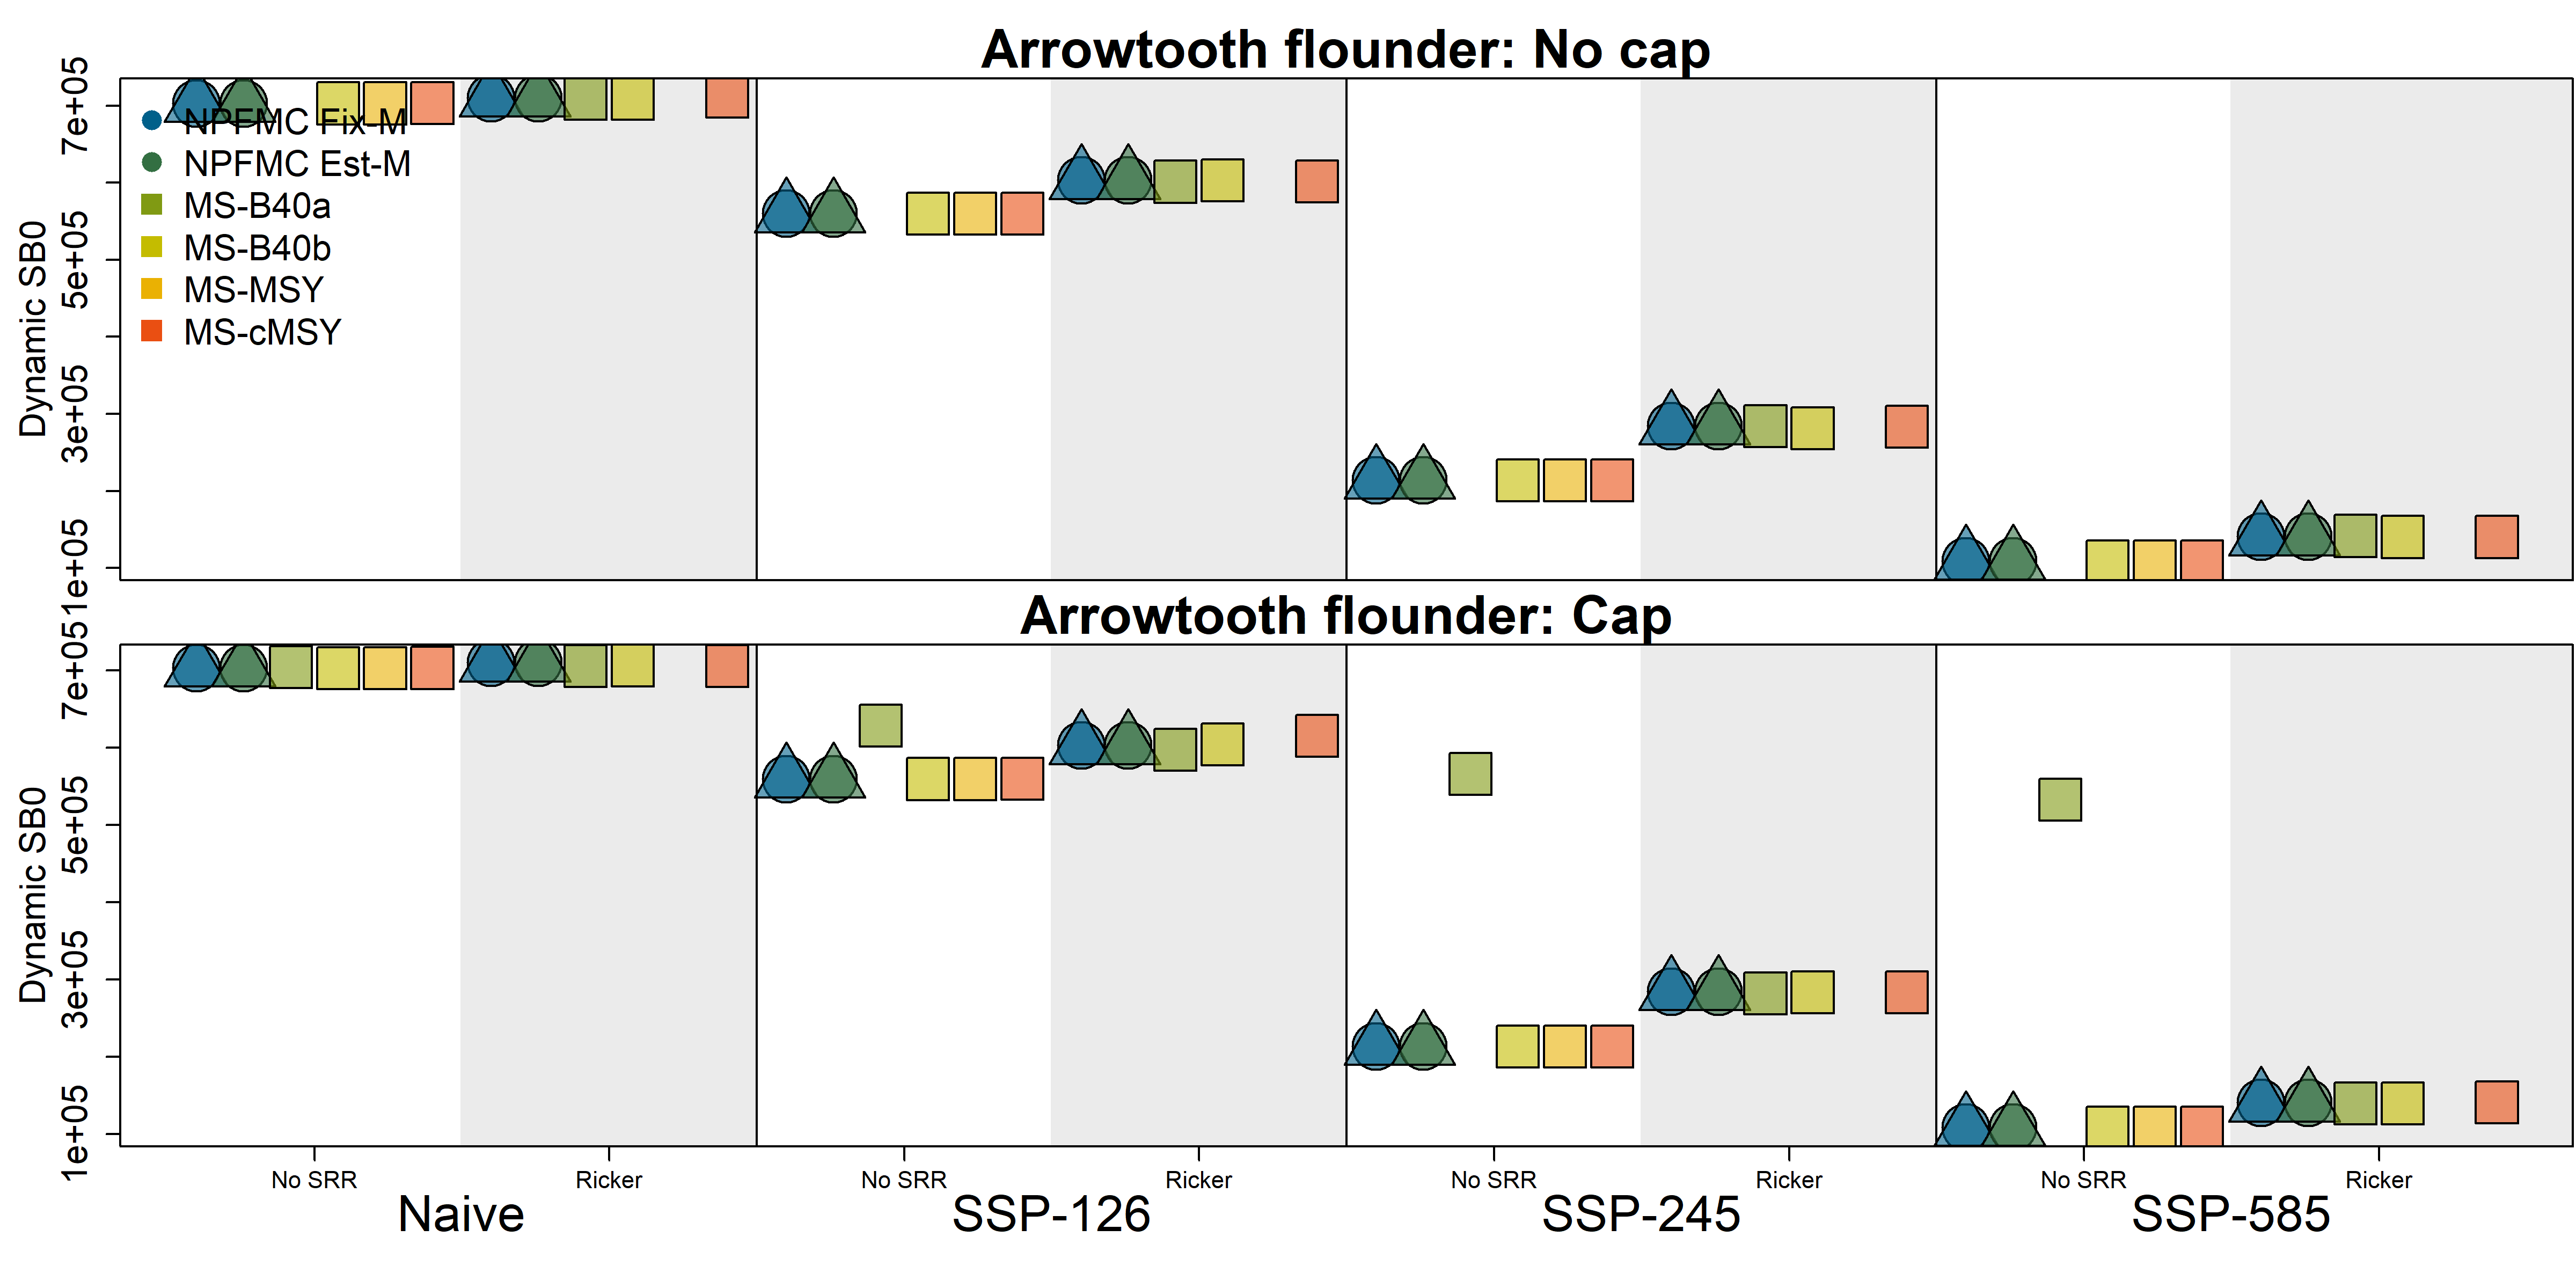 Arrowtooth flounder: No cap
Dynamic SB0
7e+05
5e+05
3e+05
1e+05
NPFMC Fix-M
NPFMC Est-M
MS-B40a
MS-B40b
MS-MSY
MS-cMSY
Arrowtooth flounder: Cap
Dynamic SB0
7e+05
5e+05
3e+05
1e+05
No SRR Ricker No SRR Ricker No SRR Ricker No SRR Ricker
Naive SSP-126 SSP-245 SSP-585